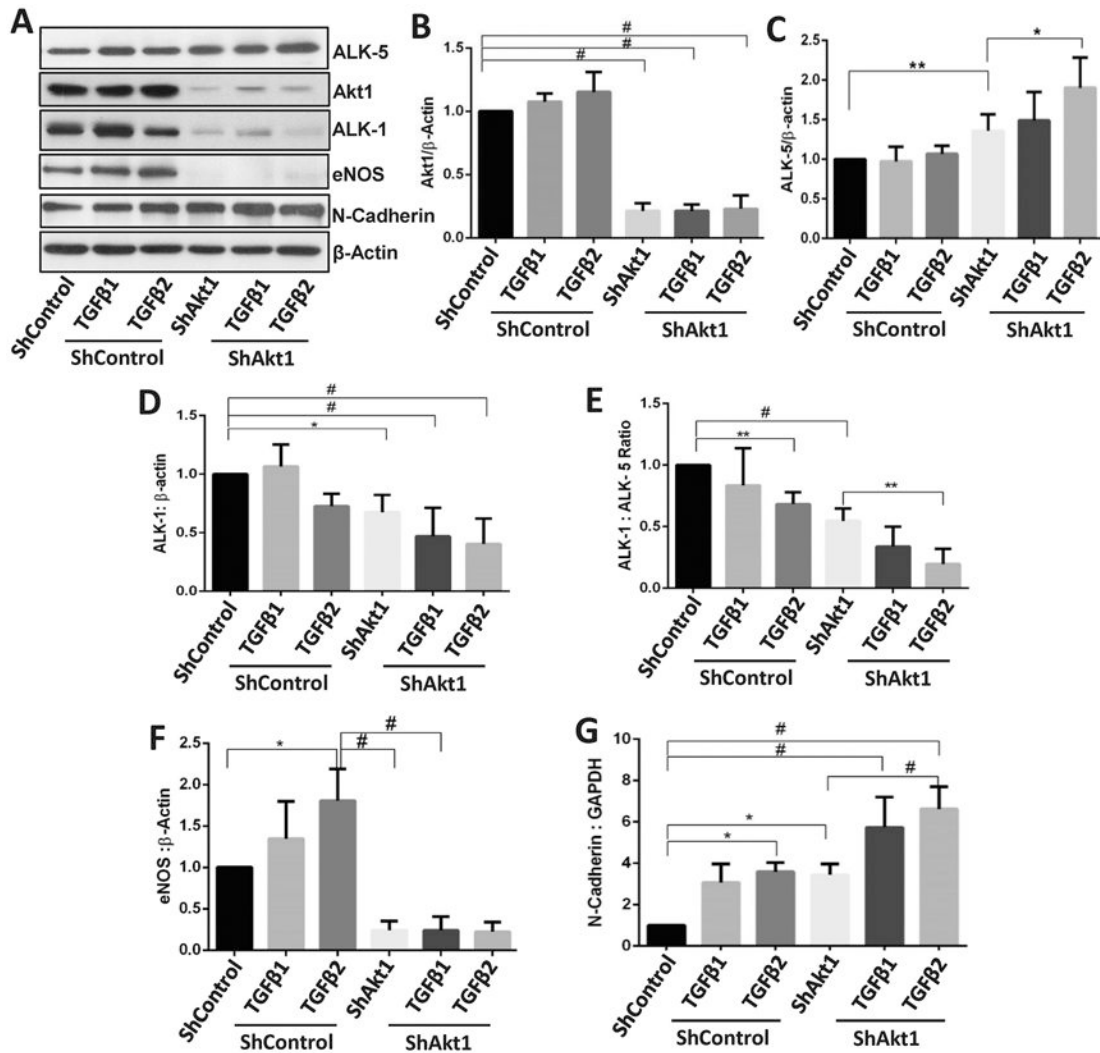 A
ALK-5
Akt1
ALK-1
eNOS
N-Cadherin
β-Actin
ShControl TGFβ1 TGFβ2 ShAkt1 TGFβ1 TGFβ2
ShControl ShAkt1
B
# # #
Akt1/β-Actin
1.5
1.0
0.5
0.0
ShControl TGFβ1 TGFβ2 ShAkt1 TGFβ1 TGFβ2
ShControl ShAkt1
C
** *
ALK-5/β-actin
2.5
2.0
1.5
1.0
0.5
0.0
ShControl TGFβ1 TGFβ2 ShAkt1 TGFβ1 TGFβ2
ShControl ShAkt1
D
#
#
*
ALK-1: β-actin
1.5
1.0
0.5
0.0
ShControl TGFβ1 TGFβ2 ShAkt1 TGFβ1 TGFβ2
ShControl ShAkt1
E
#
**
**
ALK-1 : ALK- 5 Ratio
1.5
1.0
0.5
0.0
ShControl TGFβ1 TGFβ2 ShAkt1 TGFβ1 TGFβ2
ShControl ShAkt1
F
* # #
eNOS :β-Actin
2.5
2.0
1.5
1.0
0.5
0.0
ShControl TGFβ1 TGFβ2 ShAkt1 TGFβ1 TGFβ2
ShControl ShAkt1
G
#
#
#
*
*
N-Cadherin : GAPDH
10
8
6
4
2
0
ShControl TGFβ1 TGFβ2 ShAkt1 TGFβ1 TGFβ2
ShControl ShAkt1